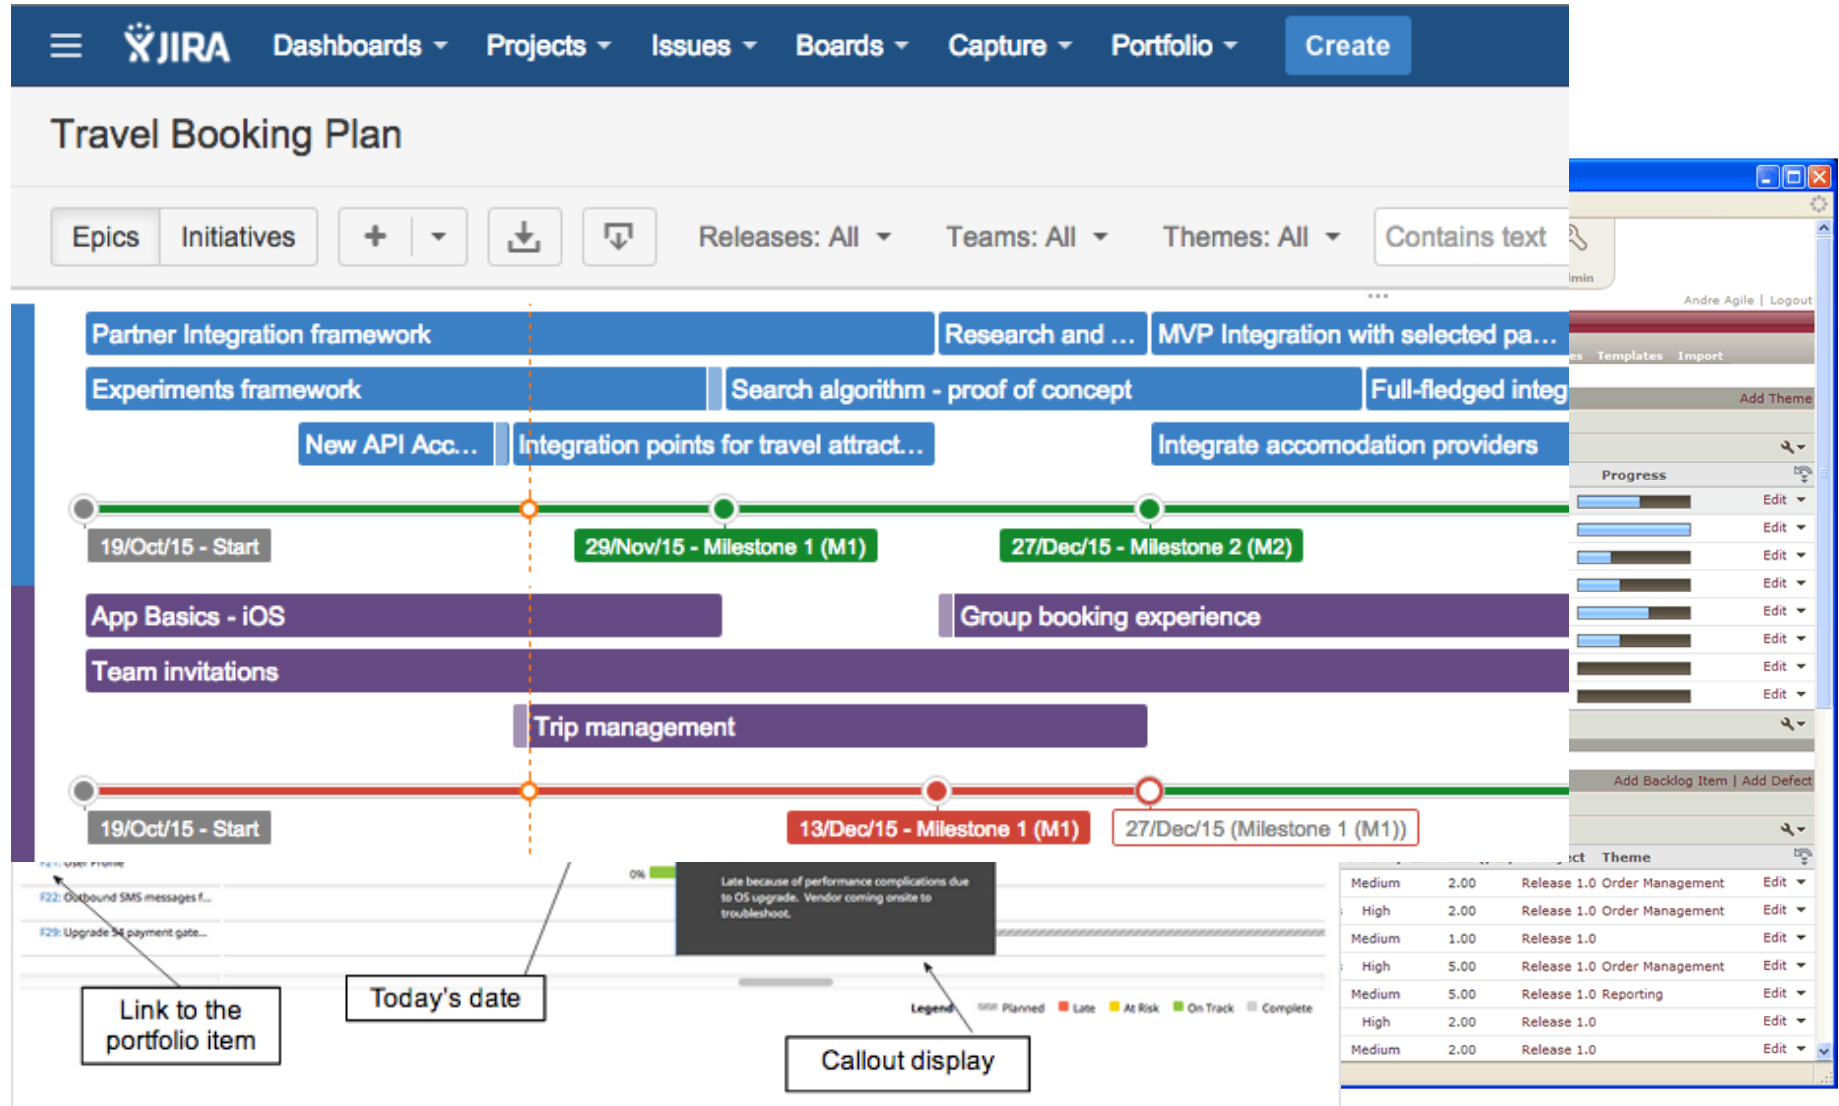 JIRA Dashboards Projects Issues Boards Capture Portfolio Create
Travel Booking Plan
Epics Initiatives Releases: All Teams: All Themes: All Contains text
Partner Integration framework Research and ... MVP Integration with selected pa...
Experiments framework Search algorithm - proof of concept Full-fledged integ
New API Acc... Integration points for travel attract... Integrate accomodation providers
19/Oct/15 - Start 29/Nov/15 - Milestone 1 (M1) 27/Dec/15 - Milestone 2 (M2)
App Basics - iOS Group booking experience
Team invitations
Trip management
19/Oct/15 - Start 13/Dec/15 - Milestone 1 (M1) 27/Dec/15 (Milestone 1 (M1))
F22: Outbound SMS messages f...
F29: Upgrade S4 payment gate...
0%
Late because of performance complications due
to OS upgrade. Vendor coming onsite to
troubleshoot.
Link to the
portfolio item
Today's date
Legend Planned Late At Risk On Track Complete
Callout display
Andre Agile | Logout
Templates Import
Add Theme
Progress
Edit
Edit
Edit
Edit
Edit
Edit
Edit
Edit
Add Backlog Item | Add Defect
Theme
Medium 2.00 Release 1.0 Order Management Edit
High 2.00 Release 1.0 Order Management Edit
Medium 1.00 Release 1.0 Edit
High 5.00 Release 1.0 Order Management Edit
Medium 5.00 Release 1.0 Reporting Edit
High 2.00 Release 1.0 Edit
Medium 2.00 Release 1.0 Edit